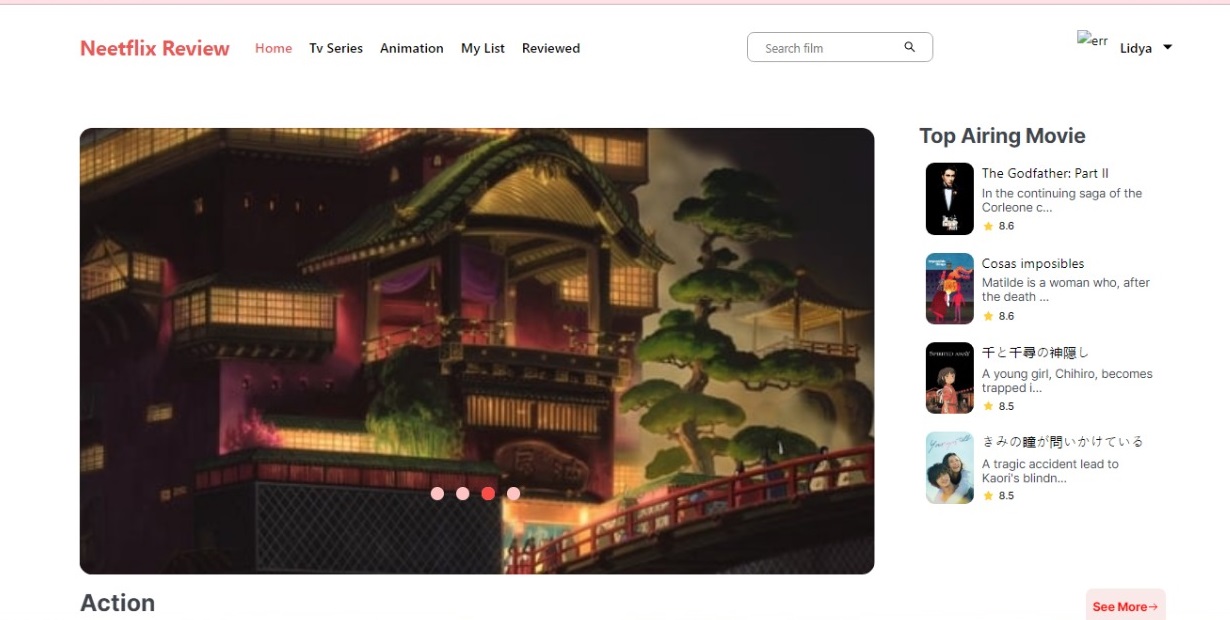 Neetflix Review
Home
Tv Series
Animation
My List
Reviewed
Search film
err
Lidya
Top Airing Movie
The Godfather: Part II
In the continuing saga of the
Corleone c...
8.6
Cosas imposibles
Matilde is a woman who, after
the death ...
8.6
SPIRITED AWAY
千と千尋の神隠し
A young girl, Chihiro, becomes
trapped i...
8.5
きみの瞳が問いかけている
A tragic accident lead to
Kaori's blindn...
8.5
Action
See More→